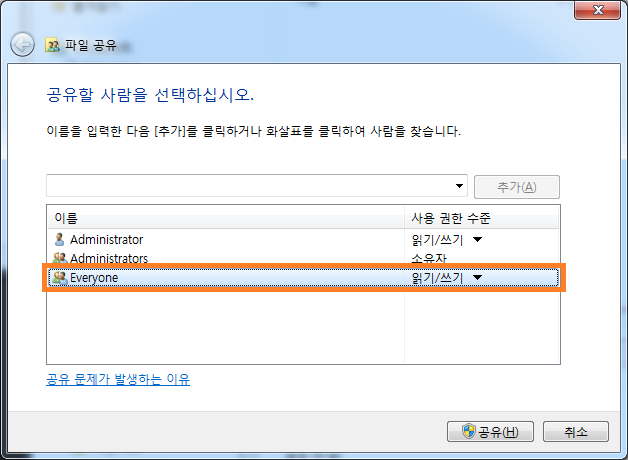 파일 공유
공유할 사람을 선택하십시오.
이름을 입력한 다음 [추가]를 클릭하거나 화살표를 클릭하여 사람을 찾습니다.
추가(A)
이름 사용 권한 수준
Administrator 읽기/쓰기
Administrators 소유자
Everyone 읽기/쓰기
공유 문제가 발생하는 이유
공유(H) 취소